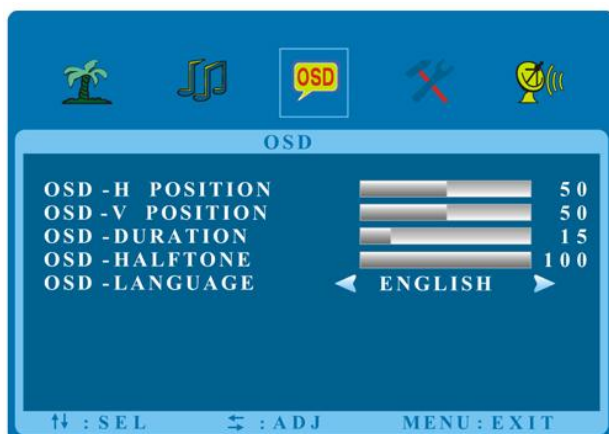 OSD
OSD
OSD -H POSITION 50
OSD -V POSITION 50
OSD -DURATION 15
OSD -HALFTONE 100
OSD -LANGUAGE ENGLISH
: SEL : ADJ MENU : EXIT